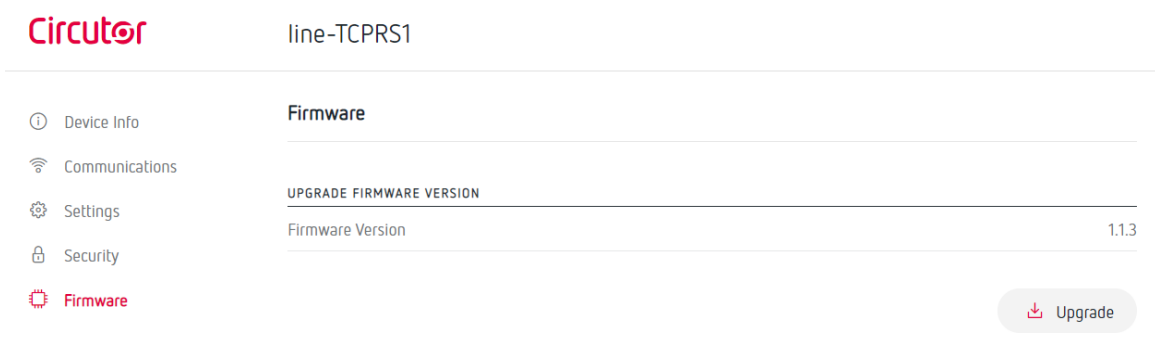 Circutor
line-TCPRS1
Device Info
Communications
Settings
Security
Firmware
Firmware
UPGRADE FIRMWARE VERSION
Firmware Version 1.1.3
Upgrade